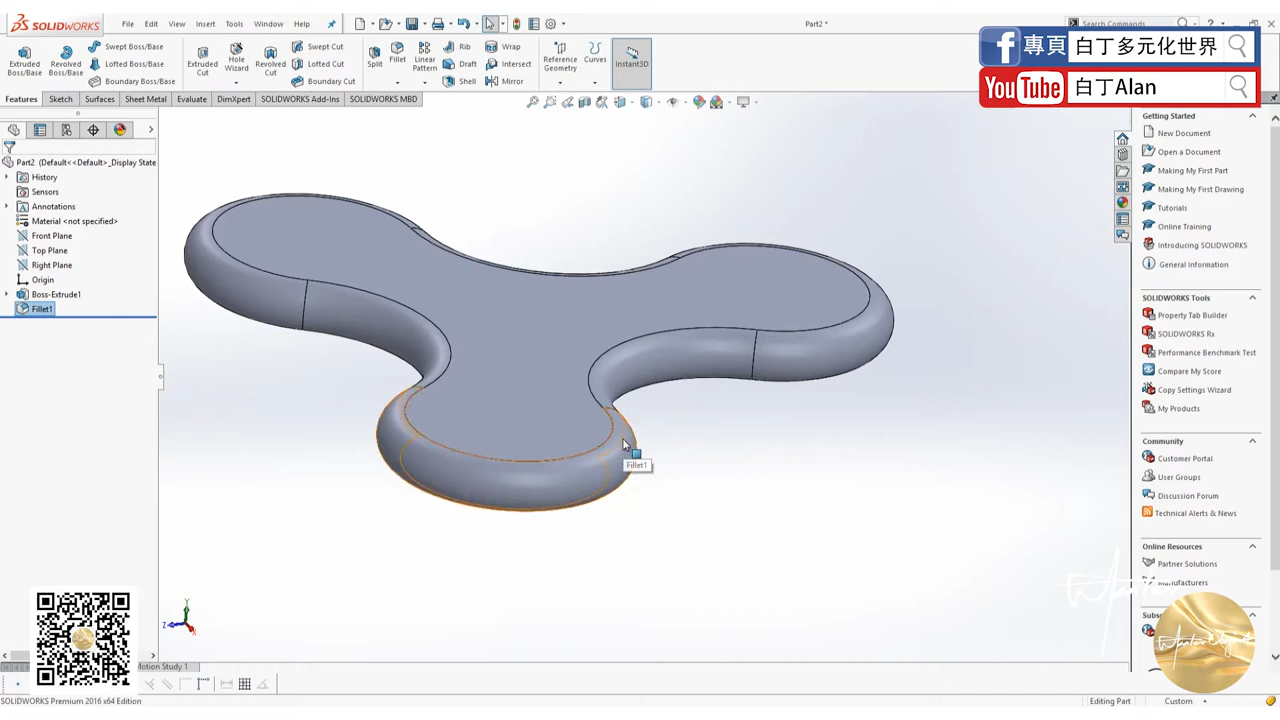 SOLIDWORKS
File Edit View Insert Tools Window Help
Part2 *
Search Commands
專頁 白丁多元化世界
YouTube 白丁Alan
Extruded Boss/Base
Revolved Boss/Base
Swept Boss/Base
Lofted Boss/Base
Boundary Boss/Base
Extruded Cut
Hole Wizard
Revolved Cut
Swept Cut
Lofted Cut
Boundary Cut
Split
Fillet
Linear Pattern
Rib
Draft
Shell
Wrap
Intersect
Mirror
Reference Geometry
Curves
Instant3D
Features Sketch Surfaces Sheet Metal Evaluate DimXpert SOLIDWORKS Add-Ins SOLIDWORKS MBD
Part2 (Default<<Default>_Display State
History
Sensors
Annotations
Material <not specified>
Front Plane
Top Plane
Right Plane
Origin
Boss-Extrude1
Fillet1
Fillet1
Y
Z
X
Getting Started
New Document
Open a Document
Making My First Part
Making My First Drawing
Tutorials
Online Training
Introducing SOLIDWORKS
General Information
SOLIDWORKS Tools
Property Tab Builder
SOLIDWORKS Rx
Performance Benchmark Test
Compare My Score
Copy Settings Wizard
My Products
Community
Customer Portal
User Groups
Discussion Forum
Technical Alerts & News
Online Resources
Partner Solutions
Manufacturers
Motion Study 1
SOLIDWORKS Premium 2016 x64 Edition
Editing Part
Custom